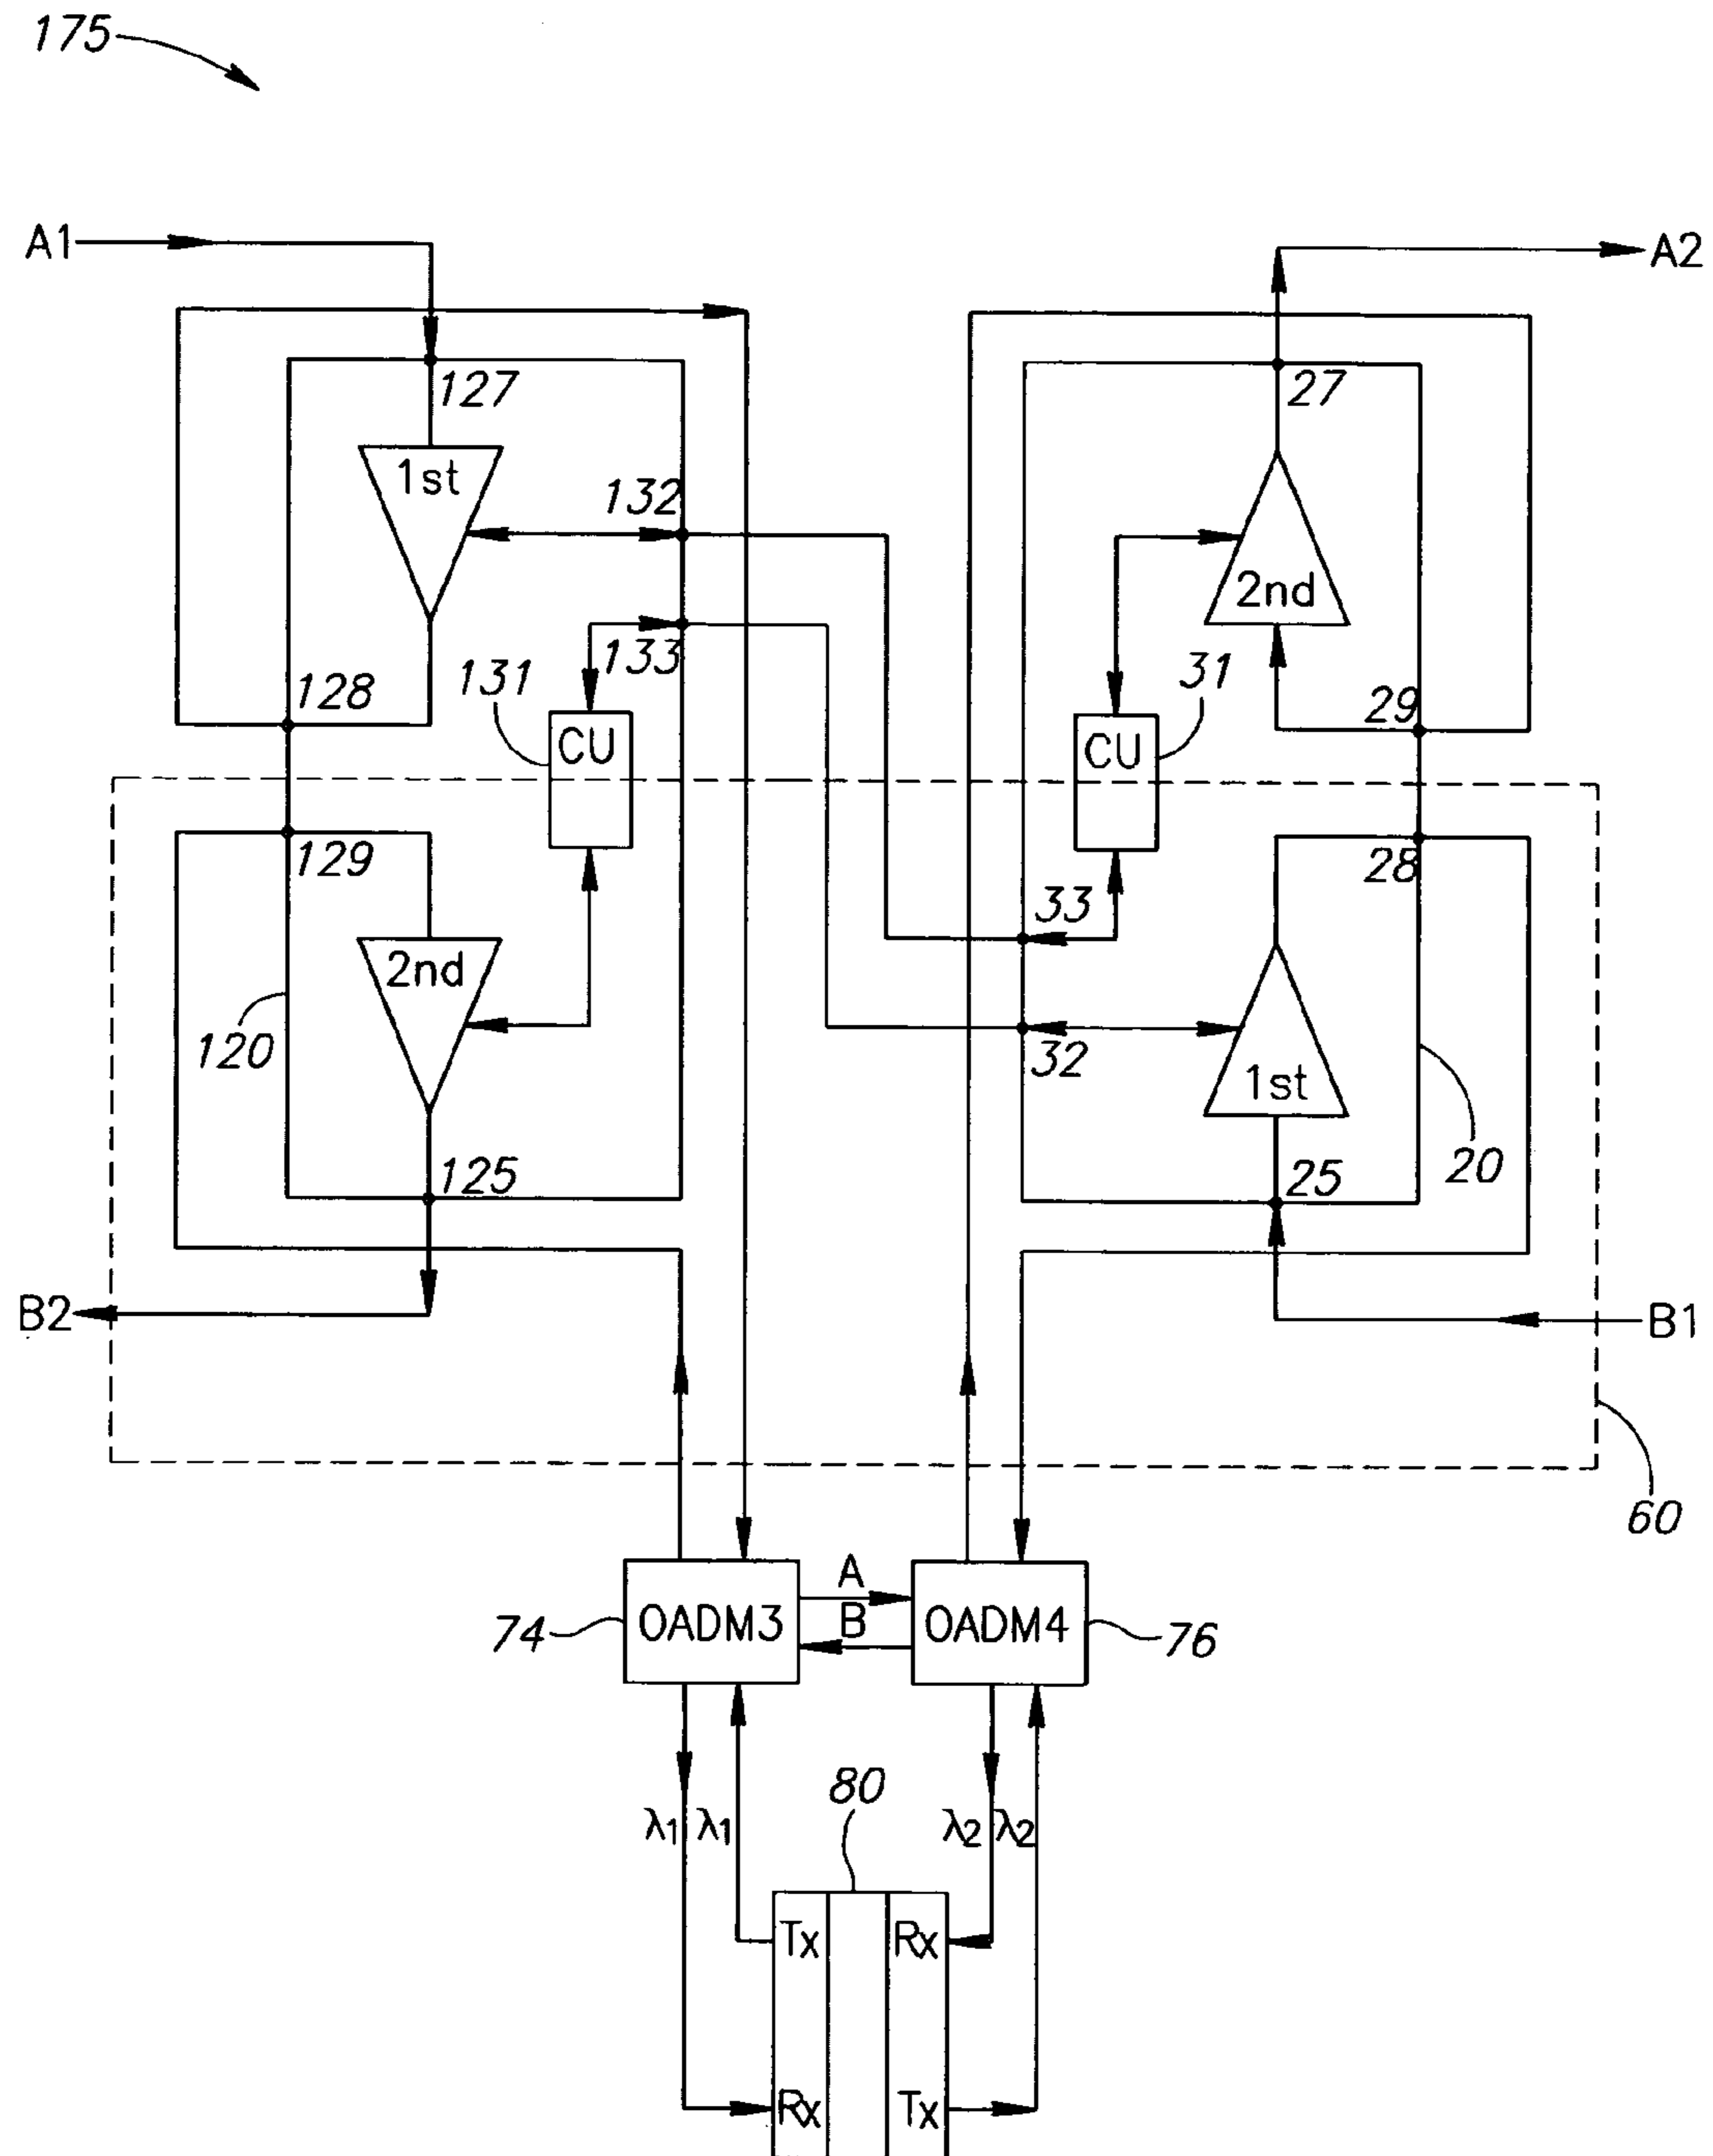 175
A1
A2
127
27
1st
132
2nd
133
131
31
128
29
CU
CU
129
28
33
2nd
120
32
1st
20
125
25
B2
B1
60
A
74
OADM3
B
OADM4
76
80
λ1 λ1
λ2 λ2
Tx
Rx
Rx
Tx